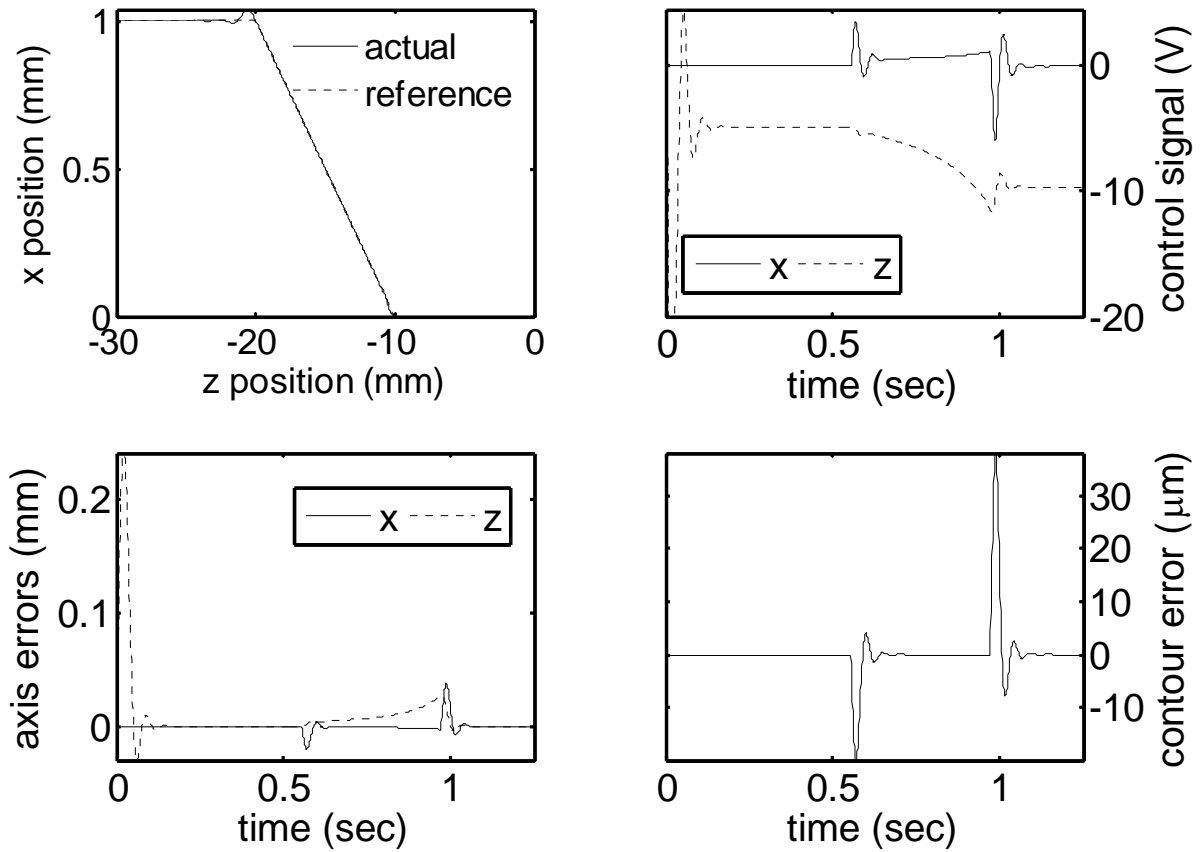 x position (mm)
1
0.5
0
-30
-20
-10
0
z position (mm)
actual
reference
control signal (V)
0
-10
-20
0
0.5
1
time (sec)
x
z
axis errors (mm)
0.2
0.1
0
0
0.5
1
time (sec)
x
z
contour error (μm)
30
20
10
0
-10
0
0.5
1
time (sec)